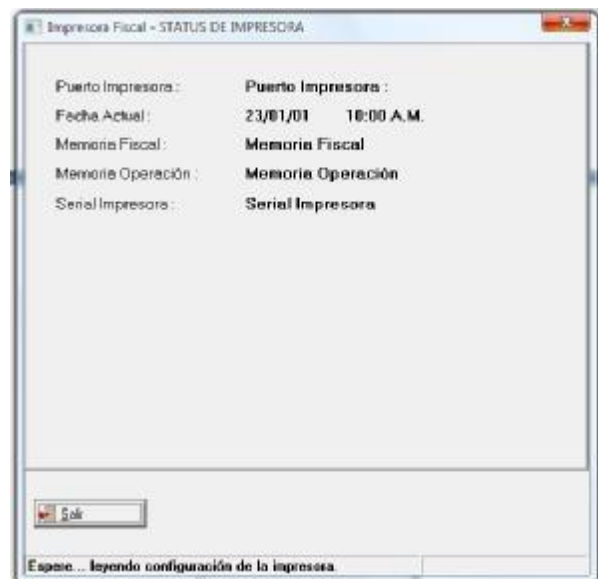 Impresora Fiscal - STATUS DE IMPRESORA
Puerto Impresora : Puerto Impresora :
Fecha Actual : 23/01/01 10:00 A.M.
Memoria Fiscal : Memoria Fiscal
Memoria Operación : Memoria Operación
Serial Impresora : Serial Impresora
Salir
Espere... leyendo configuración de la impresora.